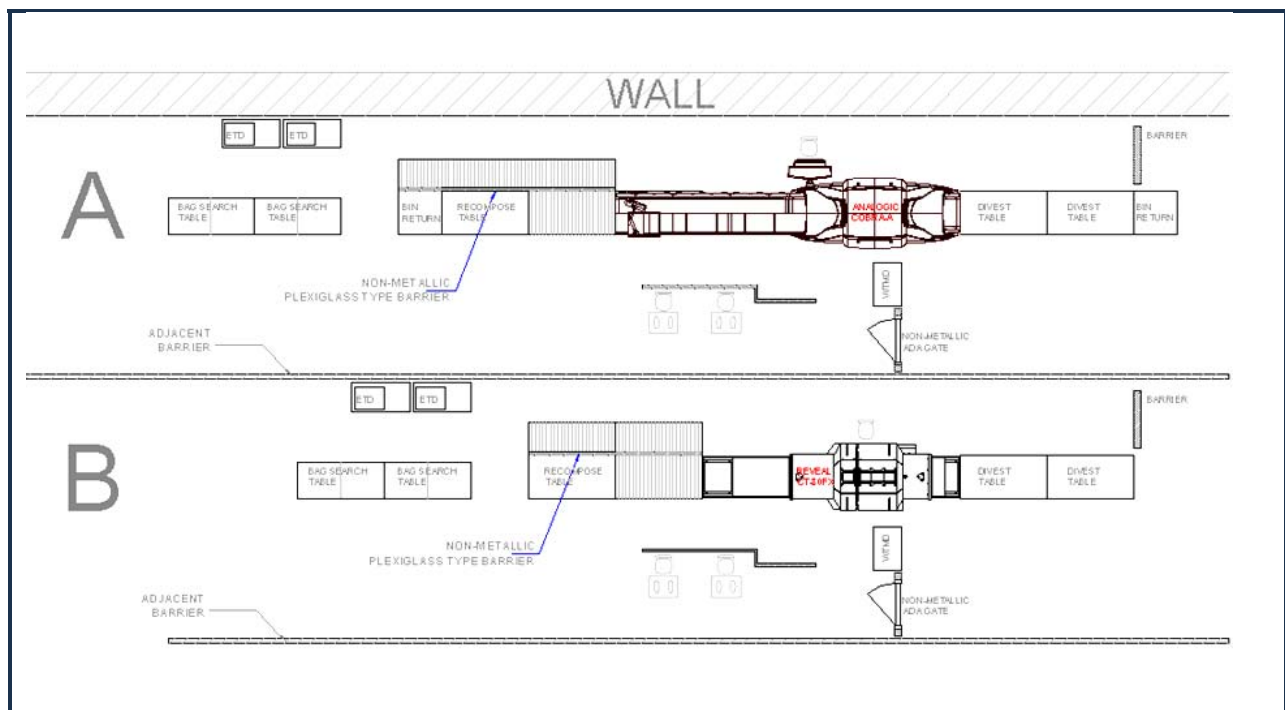 WALL
ETD
ETD
BARRIER
A
BAG SEARCH
TABLE
BAG SEARCH
TABLE
BIN
RETURN
RECOMPOSE
TABLE
ANALOGIC
COBRA A
DIVEST
TABLE
DIVEST
TABLE
BIN
RETURN
NON-METALLIC
PLEXIGLASS TYPE BARRIER
WTMD
ADJACENT
BARRIER
NON-METALLIC
ADA GATE
ETD
ETD
BARRIER
B
BAG SEARCH
TABLE
BAG SEARCH
TABLE
RECOMPOSE
TABLE
REVEAL
CT-80FX
DIVEST
TABLE
DIVEST
TABLE
NON-METALLIC
PLEXIGLASS TYPE BARRIER
WTMD
ADJACENT
BARRIER
NON-METALLIC
ADA GATE